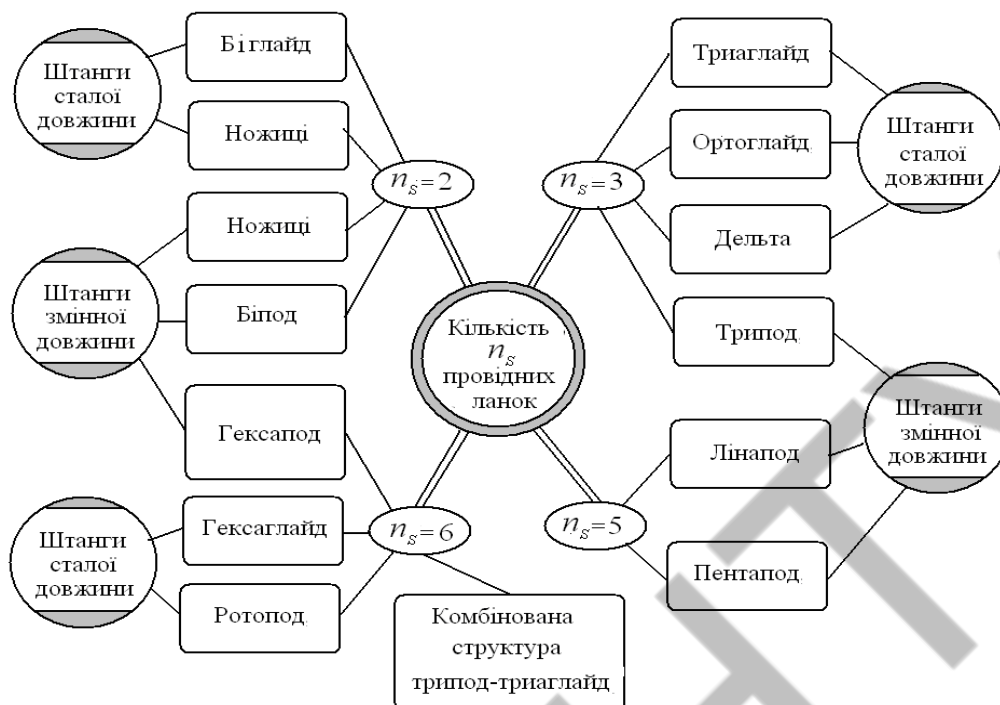 Штанги
сталої
довжини
Біглайд
Ножиці
n_s=2
Штанги
змінної
довжини
Ножиці
Біпод
Гексапод
Штанги
сталої
довжини
Гексаглайд
Ротопод
n_s=6
Комбінована
структура
трипод-триаглайд
Кількість
n_s
провідних
ланок
n_s=3
Триаглайд
Ортоглайд
Дельта
Трипод
Штанги
сталої
довжини
n_s=5
Лінапод
Пентапод
Штанги
змінної
довжини